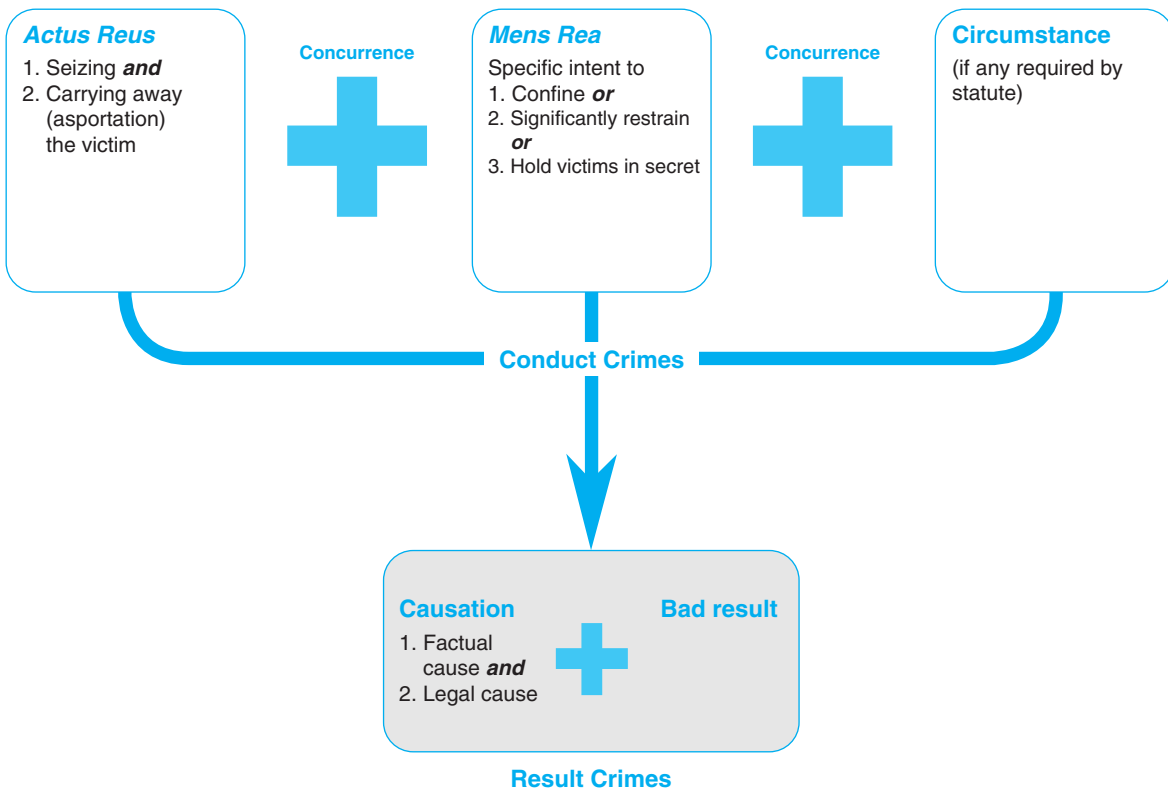 Actus Reus
1. Seizing and
2. Carrying away
(asportation)
the victim
Concurrence
Mens Rea
Specific intent to
1. Confine or
2. Significantly restrain
or
3. Hold victims in secret
Concurrence
Circumstance
(if any required by
statute)
Conduct Crimes
Causation
1. Factual
cause and
2. Legal cause
Bad result
Result Crimes